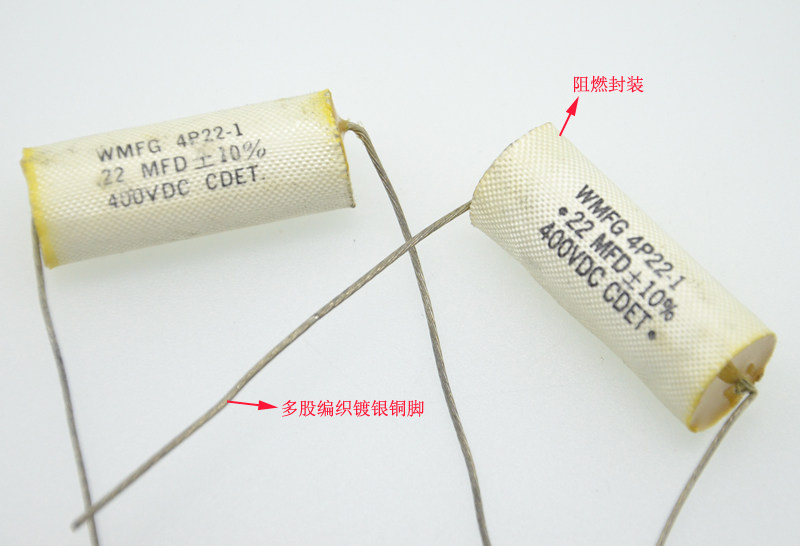 阻燃封装
WMFG 4P22-1
22 MFD ±10%
400VDC CDET
WMFG 4P22-1
.22 MFD ±10%
400VDC CDET
多股编织镀银铜脚